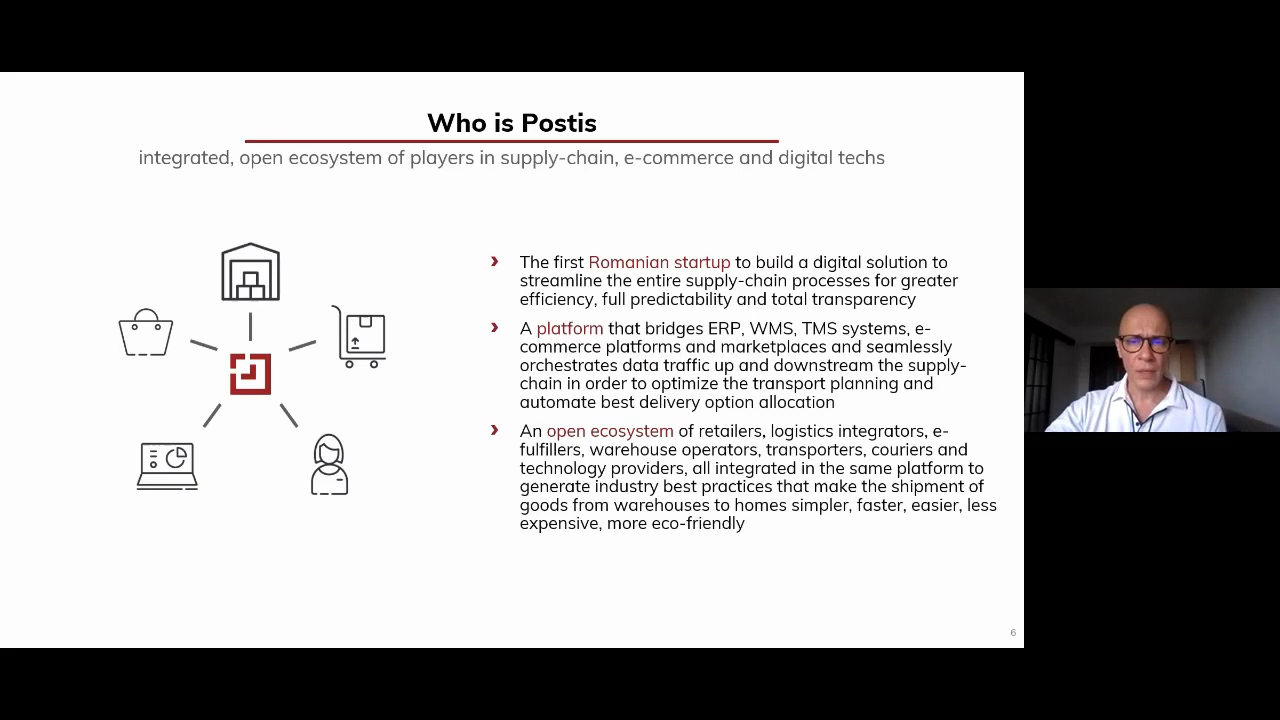 Who is Postis
integrated, open ecosystem of players in supply-chain, e-commerce and digital techs
› The first Romanian startup to build a digital solution to
streamline the entire supply-chain processes for greater
efficiency, full predictability and total transparency
› A platform that bridges ERP, WMS, TMS systems, e-
commerce platforms and marketplaces and seamlessly
orchestrates data traffic up and downstream the supply-
chain in order to optimize the transport planning and
automate best delivery option allocation
› An open ecosystem of retailers, logistics integrators, e-
fulfillers, warehouse operators, transporters, couriers and
technology providers, all integrated in the same platform to
generate industry best practices that make the shipment of
goods from warehouses to homes simpler, faster, easier, less
expensive, more eco-friendly
6